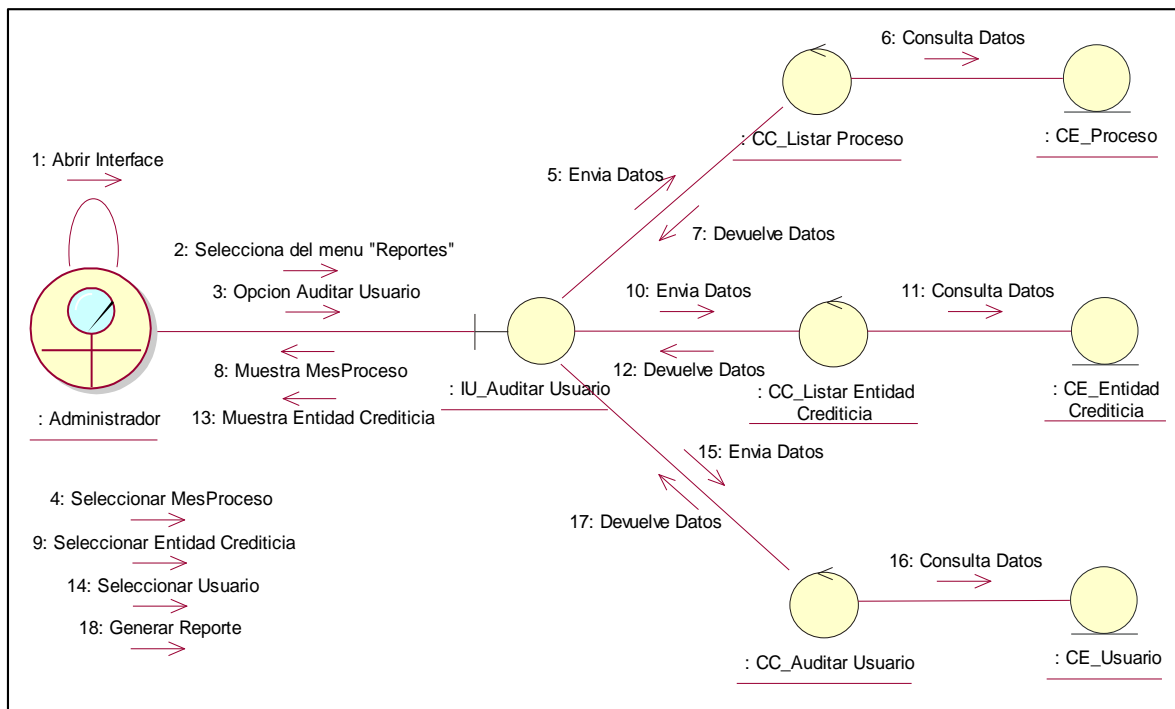 6: Consulta Datos
: CC_Listar Proceso
: CE_Proceso
1: Abrir Interface
5: Envia Datos
7: Devuelve Datos
2: Selecciona del menu "Reportes"
3: Opcion Auditar Usuario
10: Envia Datos
11: Consulta Datos
8: Muestra MesProceso
12: Devuelve Datos
: IU_Auditar Usuario
: CC_Listar Entidad
Crediticia
: CE_Entidad
Crediticia
: Administrador
13: Muestra Entidad Crediticia
15: Envia Datos
4: Seleccionar MesProceso
17: Devuelve Datos
9: Seleccionar Entidad Crediticia
16: Consulta Datos
14: Seleccionar Usuario
18: Generar Reporte
: CC_Auditar Usuario
: CE_Usuario